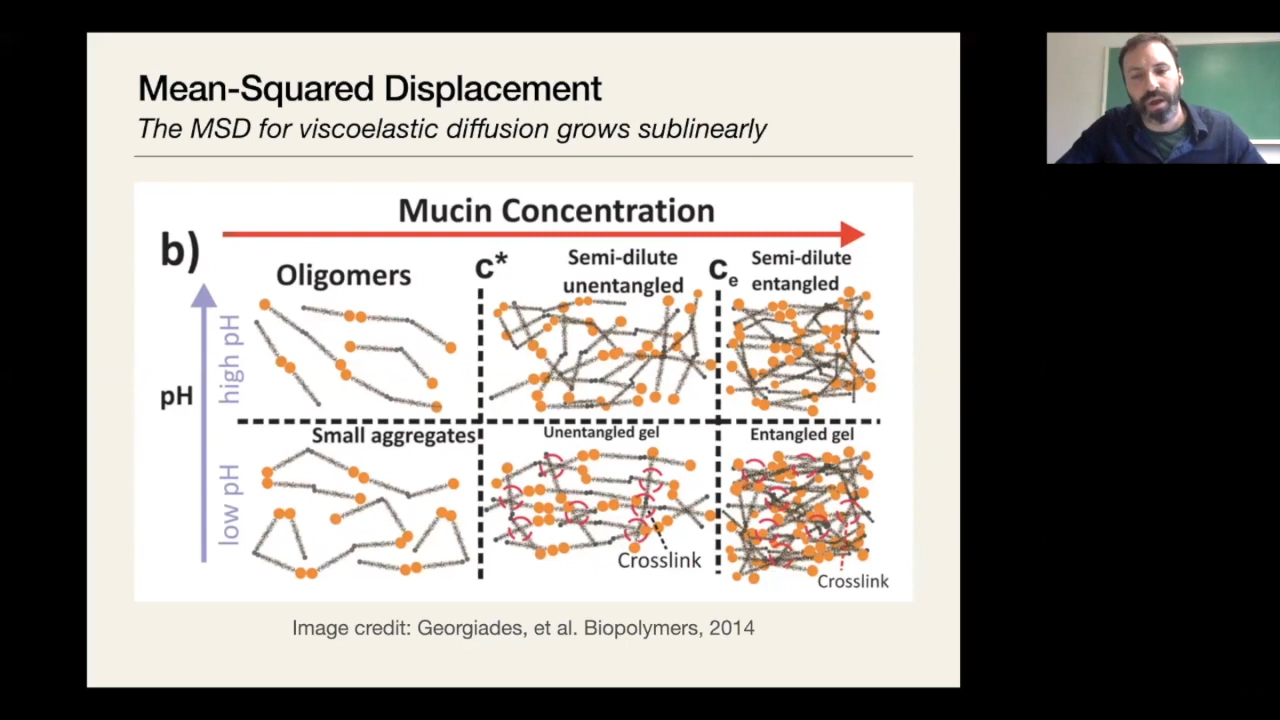 Mean-Squared Displacement
The MSD for viscoelastic diffusion grows sublinearly
Mucin Concentration
b)
Oligomers
c*
Semi-dilute
unentangled
ce
Semi-dilute
entangled
pH
high pH
low pH
Small aggregates
Unentangled gel
Entangled gel
Crosslink
Crosslink
Image credit: Georgiades, et al. Biopolymers, 2014